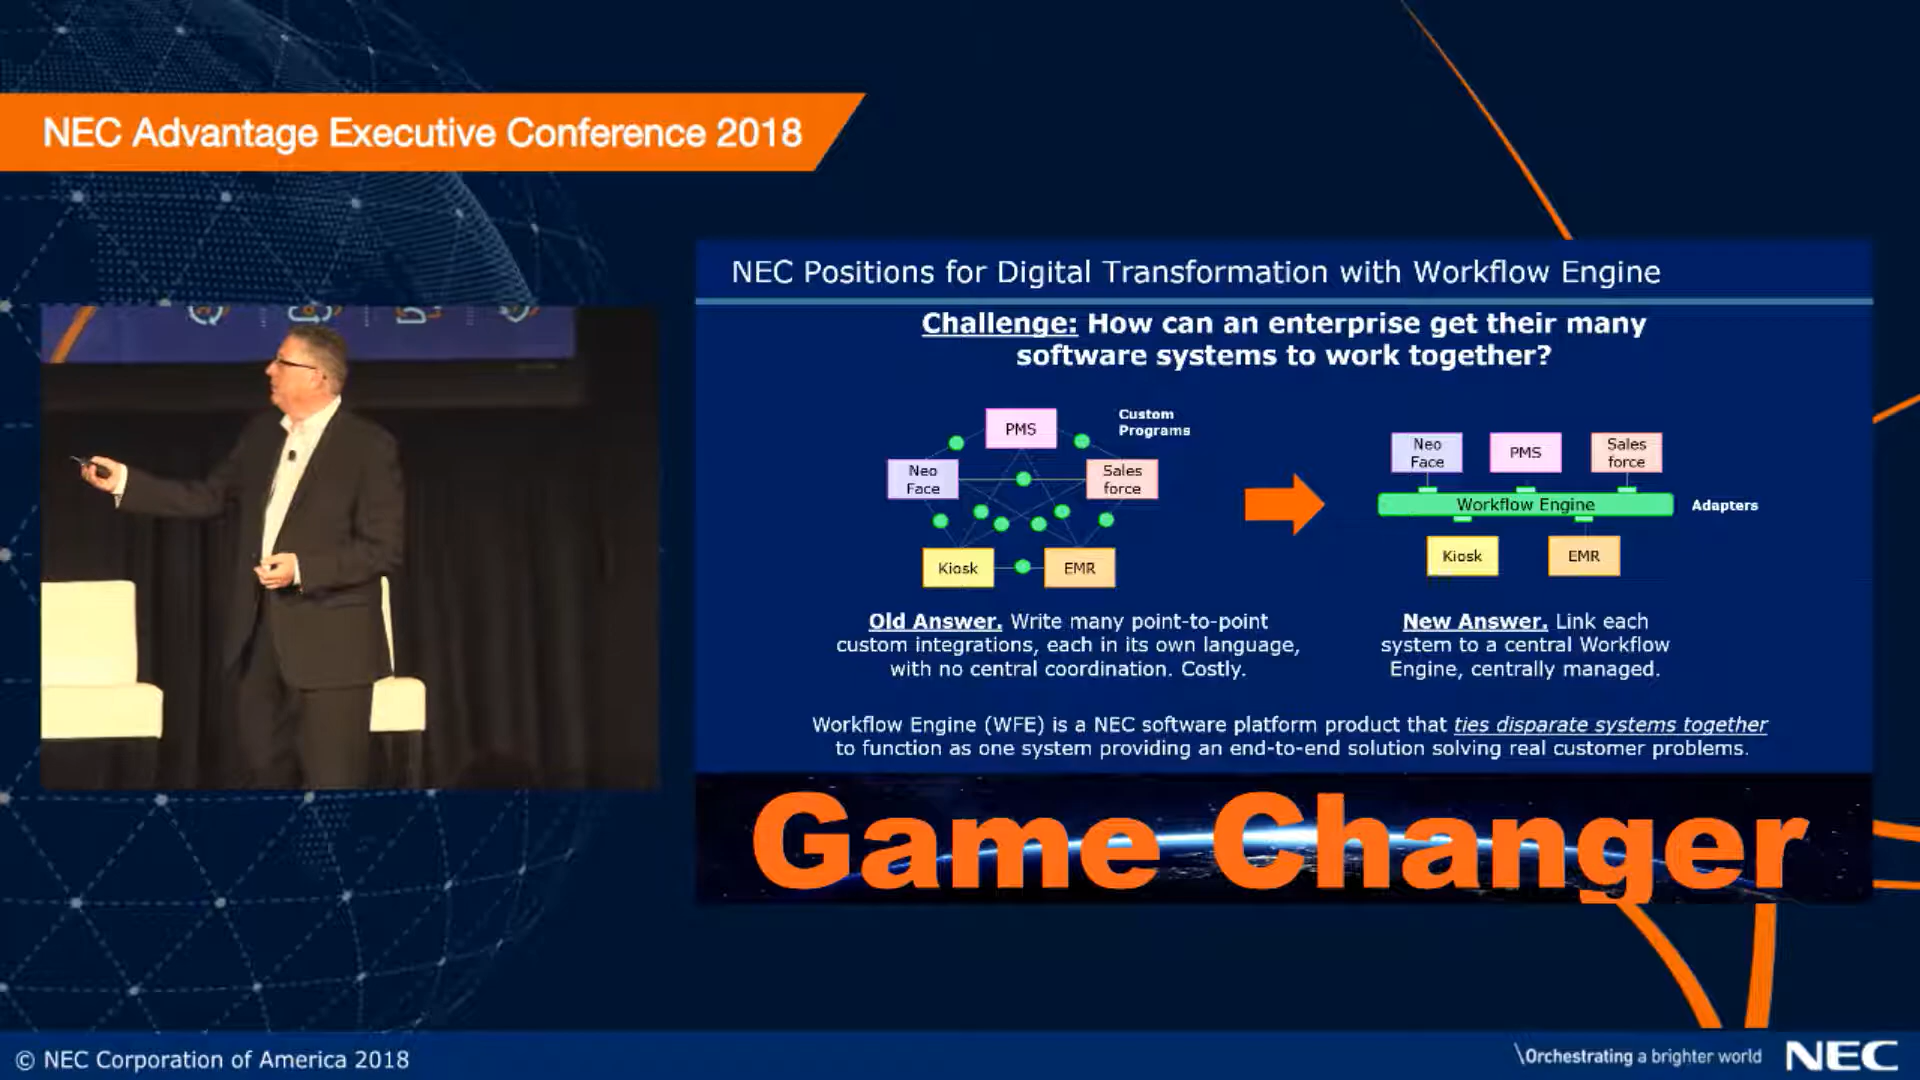 NEC Advantage Executive Conference 2018
NEC Positions for Digital Transformation with Workflow Engine
Challenge: How can an enterprise get their many
software systems to work together?
PMS
Custom
Programs
Neo
Face
Sales
force
Kiosk
EMR
Neo
Face
PMS
Sales
force
Workflow Engine
Adapters
Kiosk
EMR
Old Answer. Write many point-to-point
custom integrations, each in its own language,
with no central coordination. Costly.
New Answer. Link each
system to a central Workflow
Engine, centrally managed.
Workflow Engine (WFE) is a NEC software platform product that ties disparate systems together
to function as one system providing an end-to-end solution solving real customer problems.
Game Changer
© NEC Corporation of America 2018
\Orchestrating a brighter world
NEC